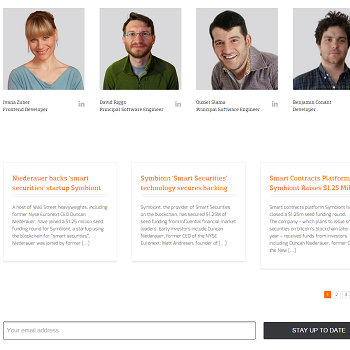 Ivana Zuber
Frontend Developer
David Riggs
Principal Software Engineer
Ouziel Slama
Principal Software Engineer
Benjamin Conant
Developer
Niederauer backs 'smart
securities' startup Symbiont
A host of Wall Street heavyweights, including
former Nyse Euronext CEO Duncan
Niederauer, have joined a $1.25 million seed
funding round for Symbiont, a startup using
the blockchain for "smart securities".
Niederauer was joined by former [...]
Symbiont 'Smart Securities'
technology secures backing
Symbiont, the provider of Smart Securities
on the blockchain, has secured $1.25M of
seed funding from influential financial market
leaders. Early investors include Duncan
Niederauer, former CEO of the NYSE
Euronext; Matt Andresen, founder of [...]
Smart Contracts Platform
Symbiont Raises $1.25 Mil
Smart contracts platform Symbiont h
closed a $1.25m seed funding round.
The company – which plans to issue sm
securities on bitcoin's blockchain later
year – received funds from investors
including Duncan Niederauer, former C
the New [...]
1 2 3
Your email address
STAY UP TO DATE